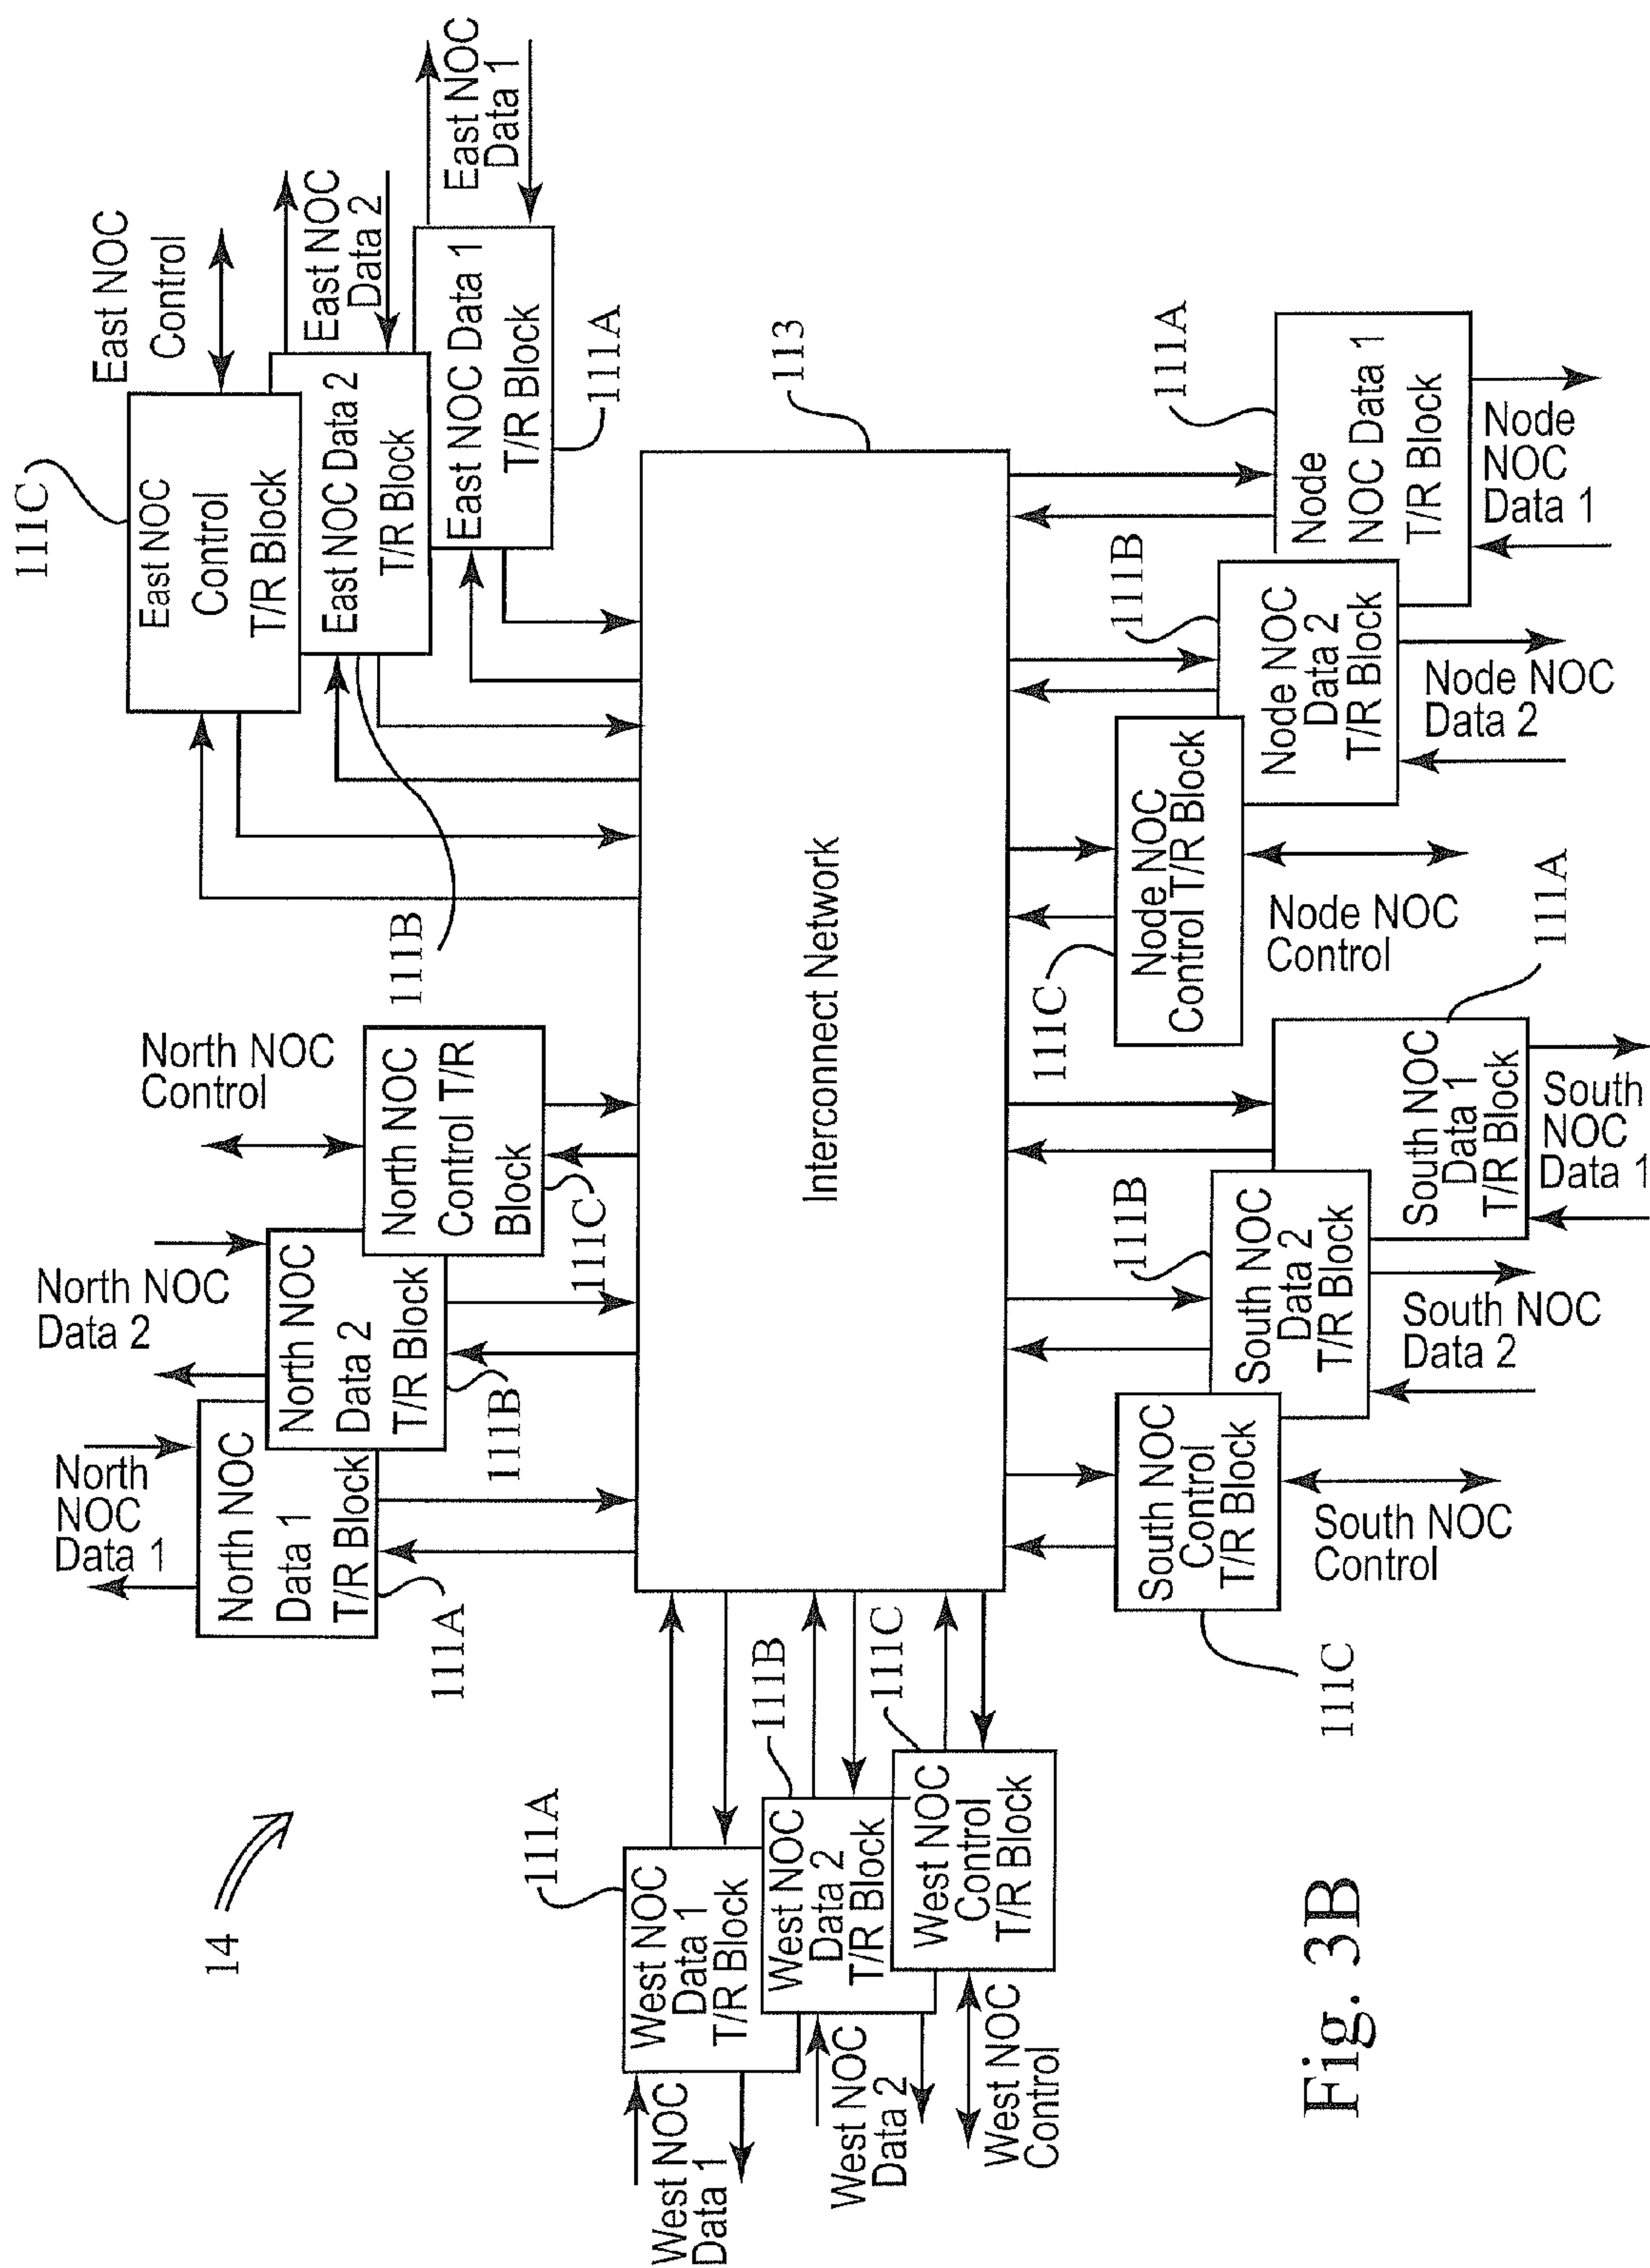 14
North
NOC
Data 1
North NOC
Data 1
T/R Block
111A
North NOC
Data 2
North NOC
Data 2
T/R Block
111B
North NOC
Control
North NOC
Control T/R
Block
111C
111C
East NOC
Control
T/R Block
East NOC
Control
East NOC Data 2
T/R Block
111B
East NOC
Data 2
East NOC Data 1
T/R Block
111A
East NOC
Data 1
111A
West NOC
Data 1
T/R Block
West NOC
Data 1
111B
West NOC
Data 2
T/R Block
West NOC
Data 2
111C
West NOC
Control
T/R Block
West NOC
Control
Interconnect Network
113
South NOC
Control
T/R Block
111C
South NOC
Control
111B
South NOC
Data 2
T/R Block
South NOC
Data 2
111A
South NOC
Data 1
T/R Block
South
NOC
Data 1
111C
Node NOC
Control T/R Block
Node NOC
Control
111B
Node NOC
Data 2
T/R Block
Node NOC
Data 2
111A
Node
NOC Data 1
T/R Block
Node
NOC
Data 1
Fig. 3B